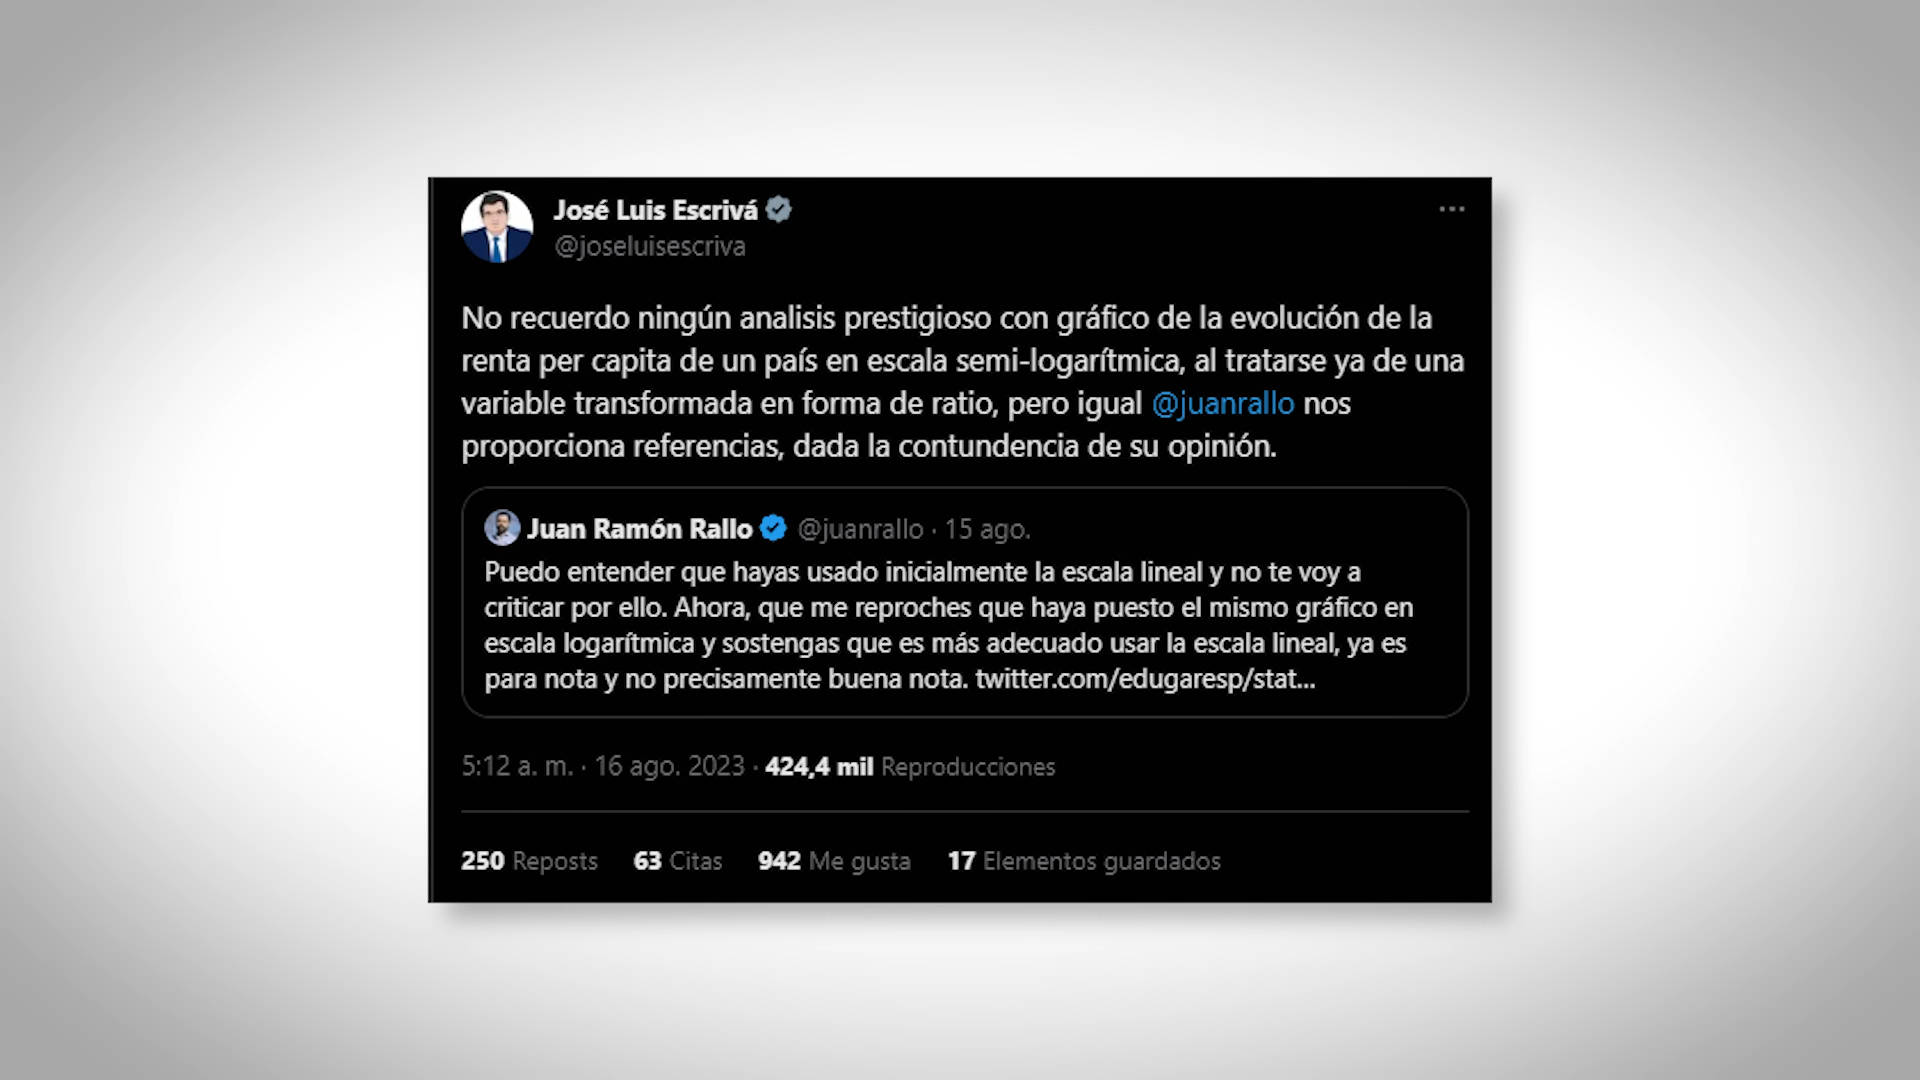 José Luis Escrivá
@joseluisescriva
No recuerdo ningún analisis prestigioso con gráfico de la evolución de la
renta per capita de un país en escala semi-logarítmica, al tratarse ya de una
variable transformada en forma de ratio, pero igual @juanrallo nos
proporciona referencias, dada la contundencia de su opinión.
Juan Ramón Rallo @juanrallo · 15 ago.
Puedo entender que hayas usado inicialmente la escala lineal y no te voy a
criticar por ello. Ahora, que me reproches que haya puesto el mismo gráfico en
escala logarítmica y sostengas que es más adecuado usar la escala lineal, ya es
para nota y no precisamente buena nota. twitter.com/edugaresp/stat...
5:12 a. m. · 16 ago. 2023 · 424,4 mil Reproducciones
250 Reposts 63 Citas 942 Me gusta 17 Elementos guardados